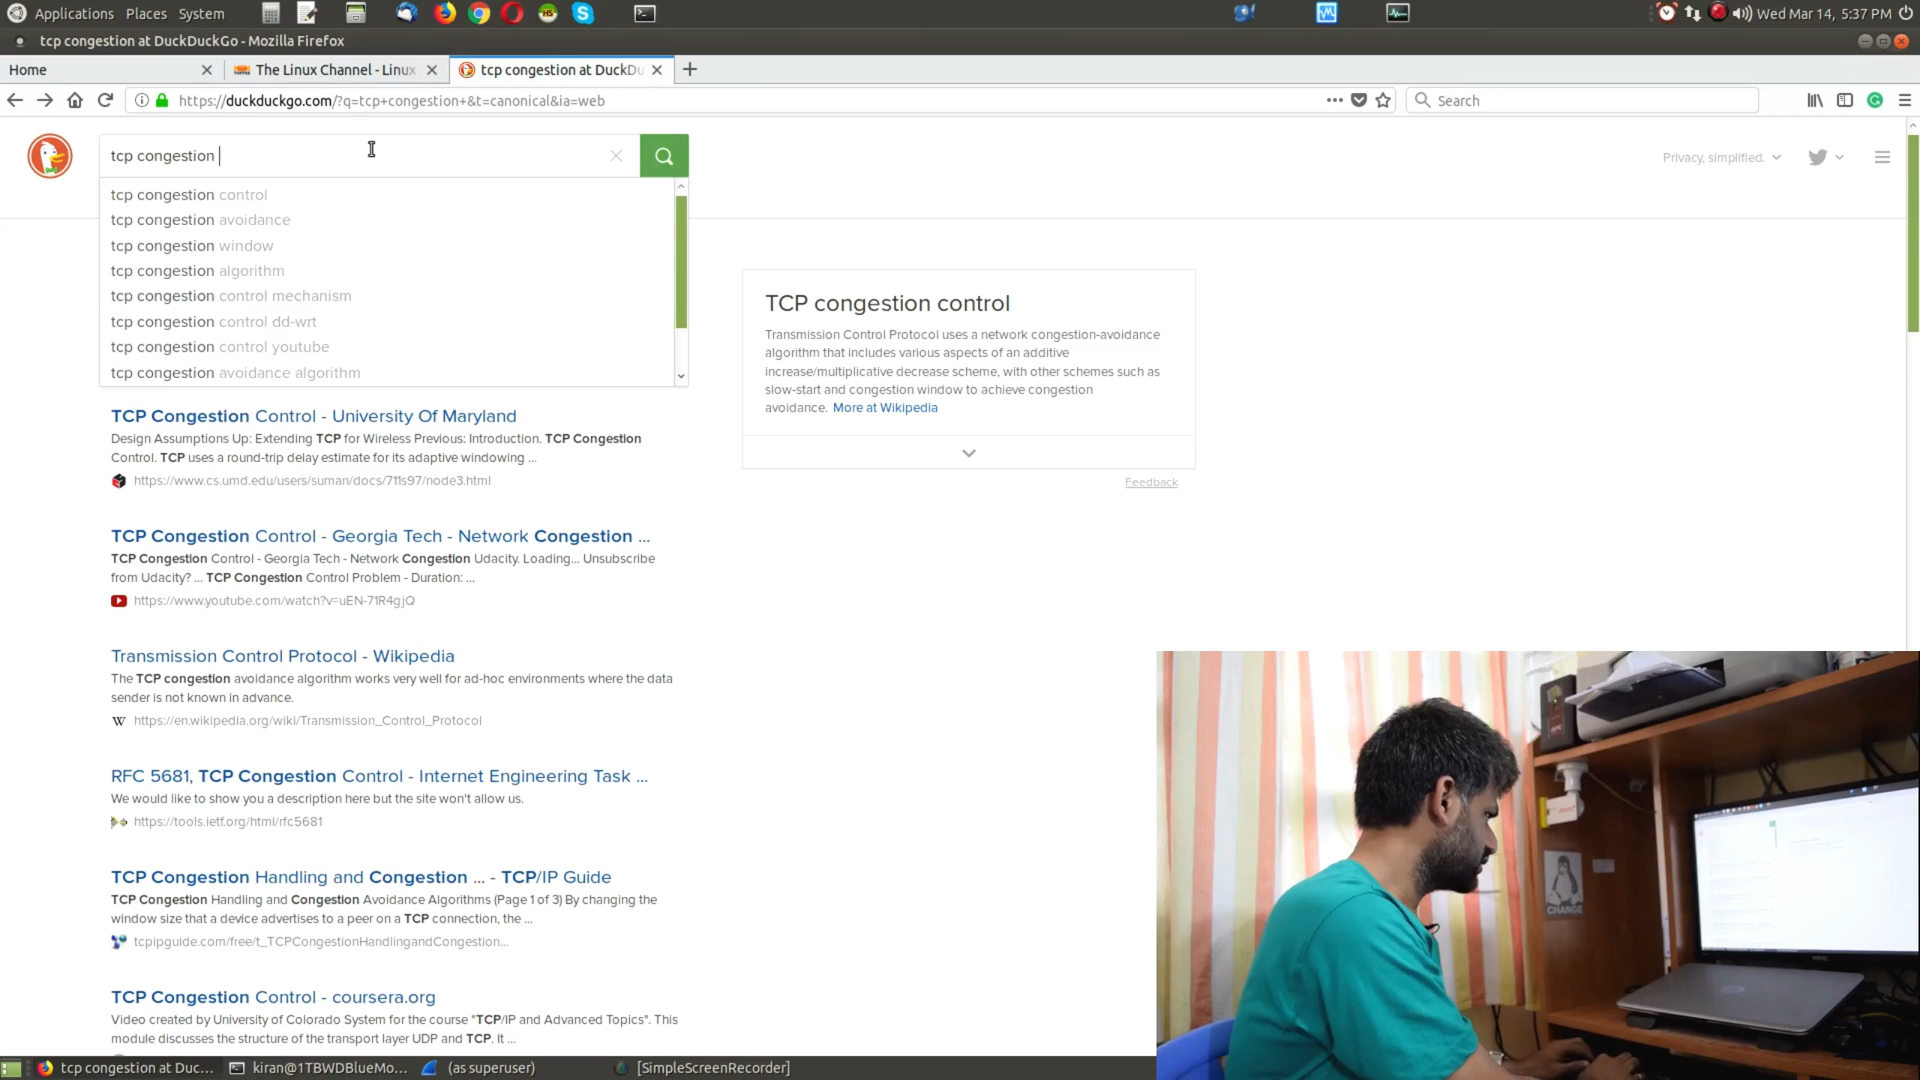 Applications Places System
Wed Mar 14, 5:37 PM
tcp congestion at DuckDuckGo - Mozilla Firefox
Home
The Linux Channel - Linux
tcp congestion at DuckDu
https://duckduckgo.com/?q=tcp+congestion+&t=canonical&ia=web
Search
tcp congestion
Privacy, simplified.
tcp congestion control
tcp congestion avoidance
tcp congestion window
tcp congestion algorithm
tcp congestion control mechanism
tcp congestion control dd-wrt
tcp congestion control youtube
tcp congestion avoidance algorithm
TCP congestion control
Transmission Control Protocol uses a network congestion-avoidance
algorithm that includes various aspects of an additive
increase/multiplicative decrease scheme, with other schemes such as
slow-start and congestion window to achieve congestion
avoidance. More at Wikipedia
Feedback
TCP Congestion Control - University Of Maryland
Design Assumptions Up: Extending TCP for Wireless Previous: Introduction. TCP Congestion
Control. TCP uses a round-trip delay estimate for its adaptive windowing ...
https://www.cs.umd.edu/users/suman/docs/711s97/node3.html
TCP Congestion Control - Georgia Tech - Network Congestion ...
TCP Congestion Control - Georgia Tech - Network Congestion Udacity. Loading... Unsubscribe
from Udacity? ... TCP Congestion Control Problem - Duration: ...
https://www.youtube.com/watch?v=uEN-71R4gjQ
Transmission Control Protocol - Wikipedia
The TCP congestion avoidance algorithm works very well for ad-hoc environments where the data
sender is not known in advance.
W https://en.wikipedia.org/wiki/Transmission_Control_Protocol
RFC 5681, TCP Congestion Control - Internet Engineering Task ...
We would like to show you a description here but the site won't allow us.
https://tools.ietf.org/html/rfc5681
TCP Congestion Handling and Congestion ... - TCP/IP Guide
TCP Congestion Handling and Congestion Avoidance Algorithms (Page 1 of 3) By changing the
window size that a device advertises to a peer on a TCP connection, the ...
tcpipguide.com/free/t_TCPCongestionHandlingandCongestion...
TCP Congestion Control - coursera.org
Video created by University of Colorado System for the course "TCP/IP and Advanced Topics". This
module discusses the structure of the transport layer UDP and TCP. It ...
CHANGE
tcp congestion at Duc...
kiran@1TBWDBlueMo...
(as superuser)
[SimpleScreenRecorder]